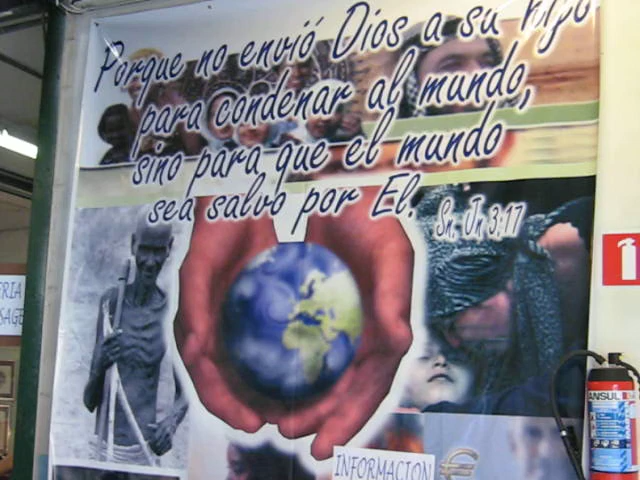 Porque no envió Dios a su hijo
para condenar al mundo,
sino para que el mundo
sea salvo por El. Sn. Jn 3:17
INFORMACION
€
ANSUL